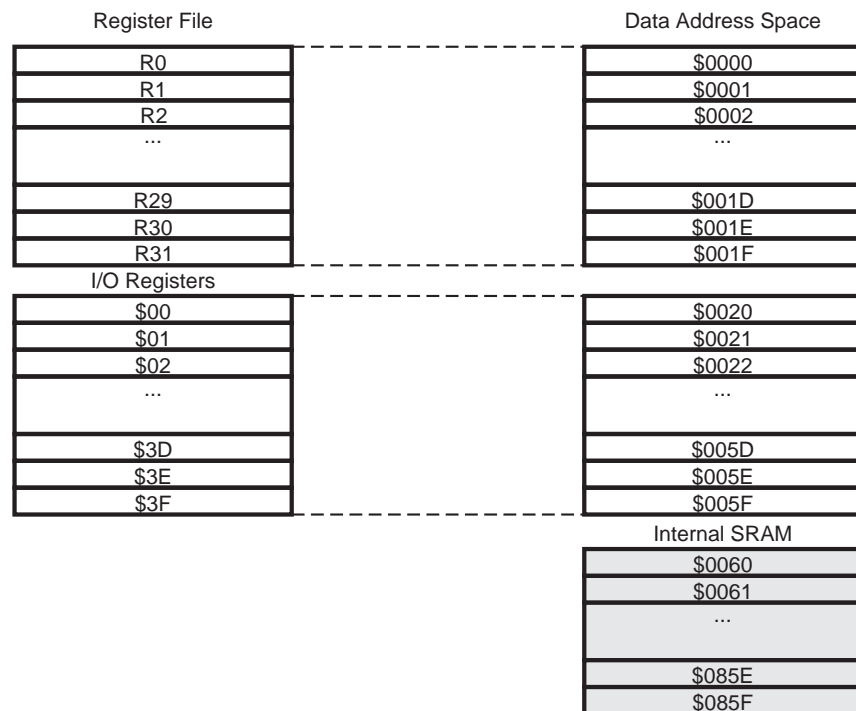 Register File
Data Address Space
R0
$0000
R1
$0001
R2
$0002
...
...
R29
$001D
R30
$001E
R31
$001F
I/O Registers
$00
$0020
$01
$0021
$02
$0022
...
...
$3D
$005D
$3E
$005E
$3F
$005F
Internal SRAM
$0060
$0061
...
$085E
$085F